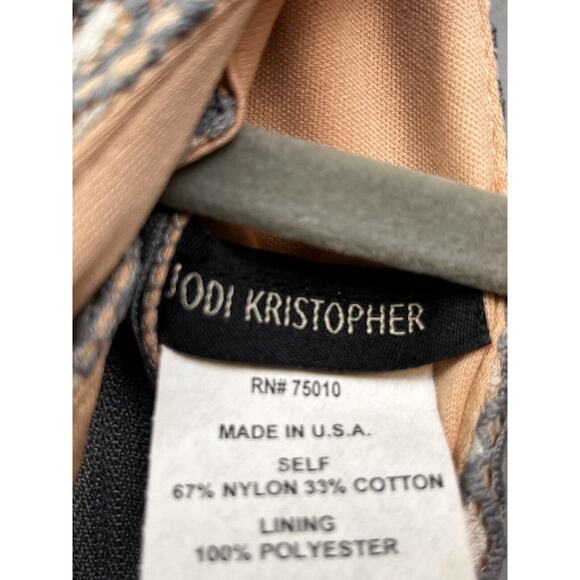 JODI KRISTOPHER
RN# 75010
MADE IN U.S.A.
SELF
67% NYLON 33% COTTON
LINING
100% POLYESTER